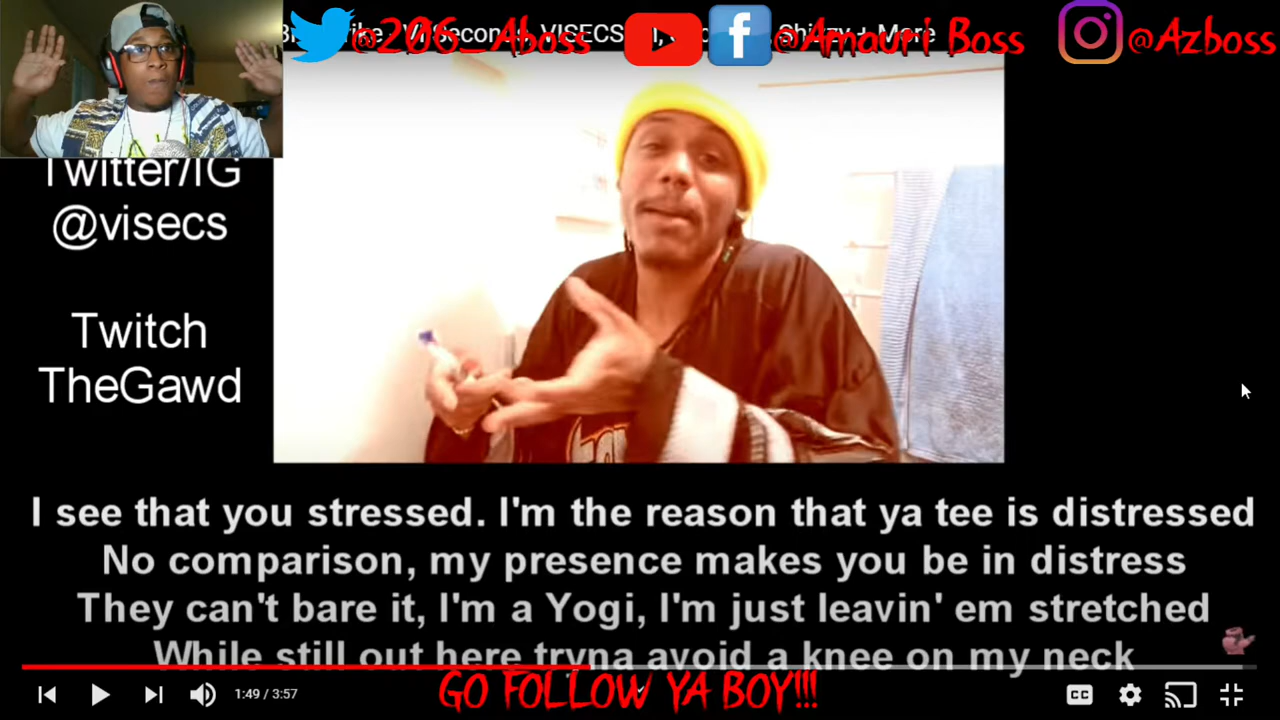 @206_Aboss
@Amauri Boss
@Azboss
More
Twitter/IG
@visecs
Twitch
TheGawd
I see that you stressed. I'm the reason that ya tee is distressed
No comparison, my presence makes you be in distress
They can't bare it, I'm a Yogi, I'm just leavin' em stretched
While still out here tryna avoid a knee on my neck
1:49 / 3:57
CC
GO FOLLOW YA BOY!!!